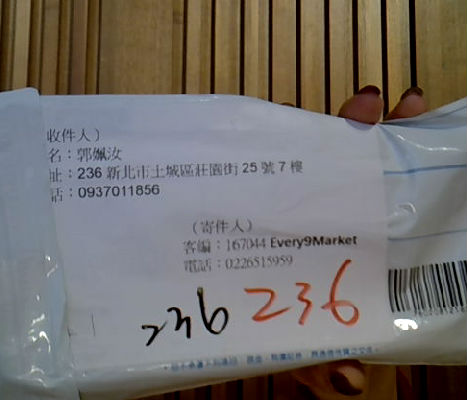 收件人）
名：郭姵汝
址：236 新北市土城區莊園街 25 號 7 樓
話：0937011856
（寄件人）
客編：167044 Every9Market
電話：0226515959
236 236